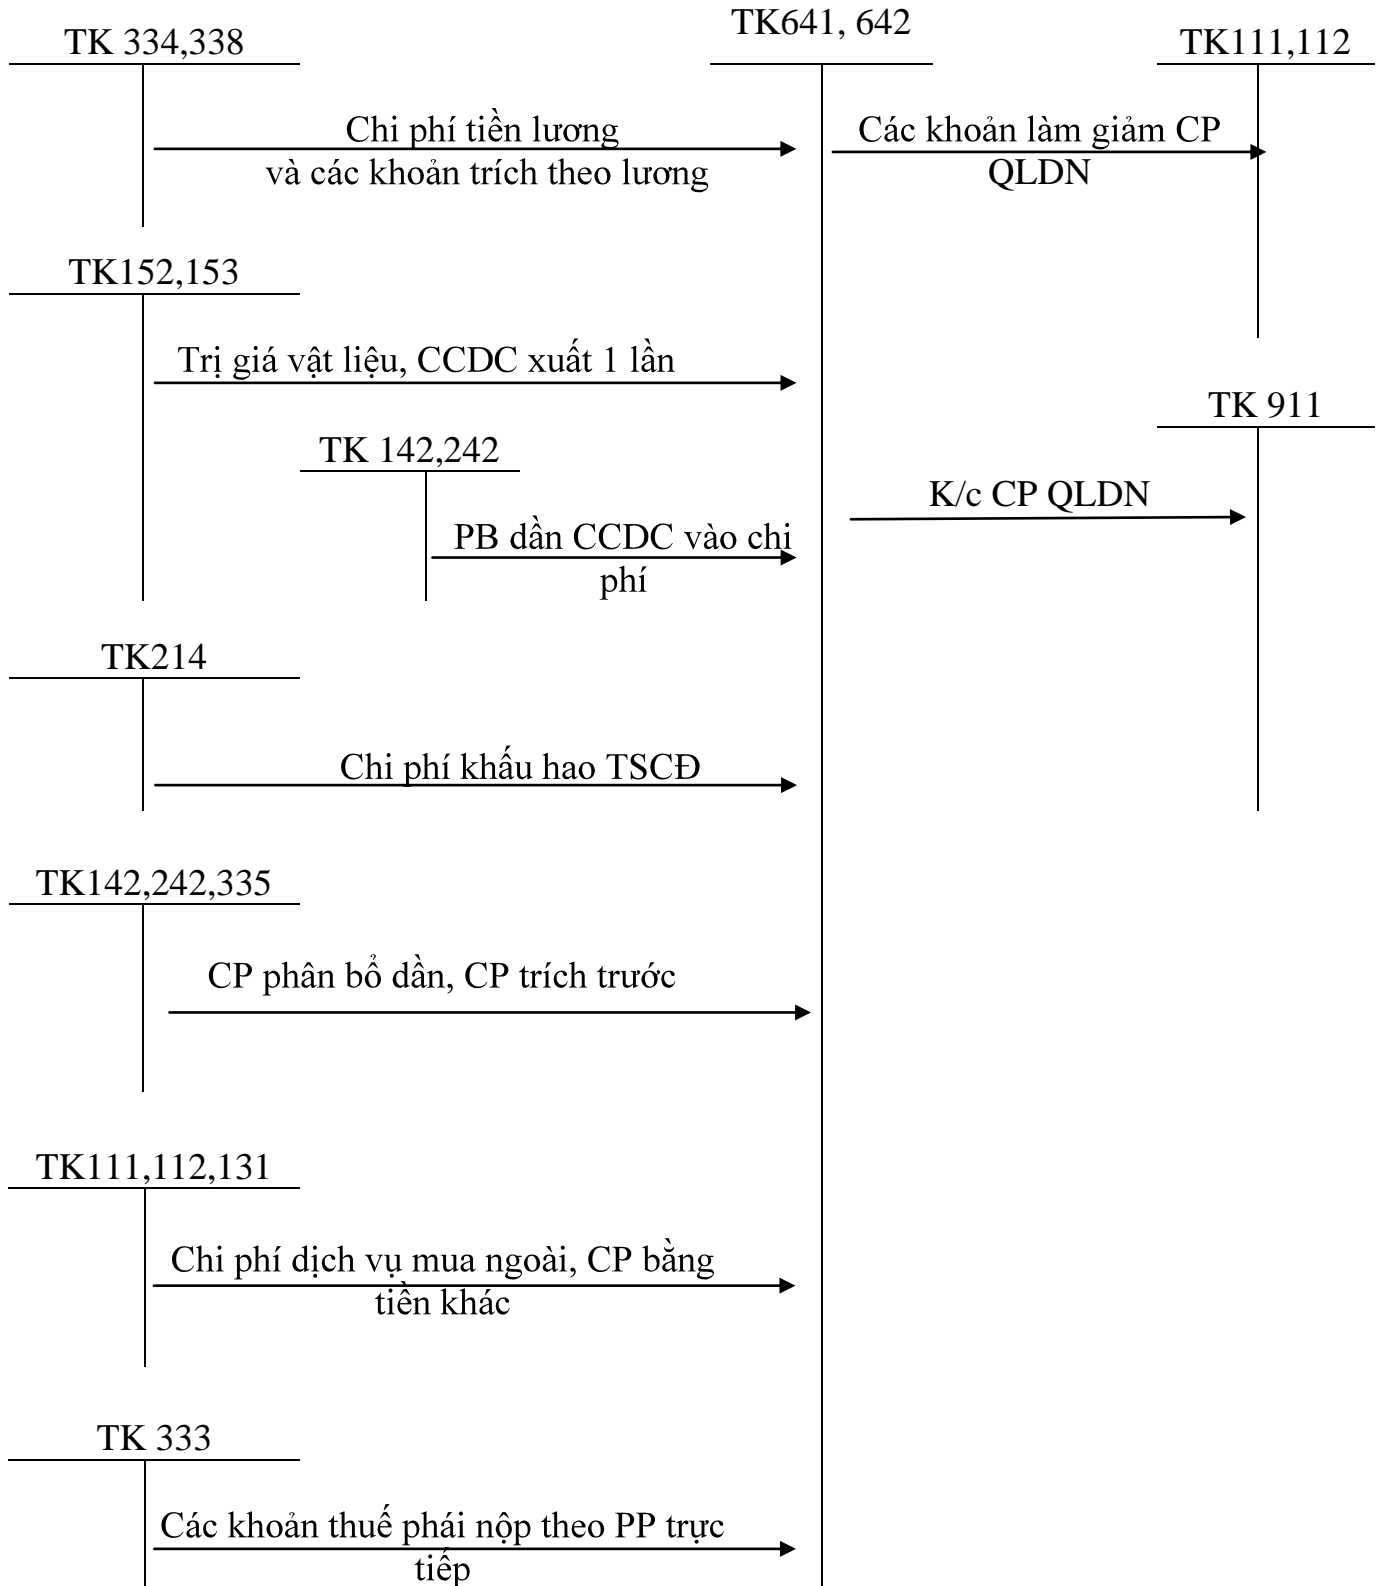 TK 334,338
TK641, 642
TK111,112
Chi phí tiền lương
và các khoản trích theo lương
Các khoản làm giảm CP
QLDN
TK152,153
Trị giá vật liệu, CCDC xuất 1 lần
TK 911
TK 142,242
K/c CP QLDN
PB dần CCDC vào chi
phí
TK214
Chi phí khấu hao TSCĐ
TK142,242,335
CP phân bổ dần, CP trích trước
TK111,112,131
Chi phí dịch vụ mua ngoài, CP bằng
tiền khác
TK 333
Các khoản thuế phái nộp theo PP trực
tiếp